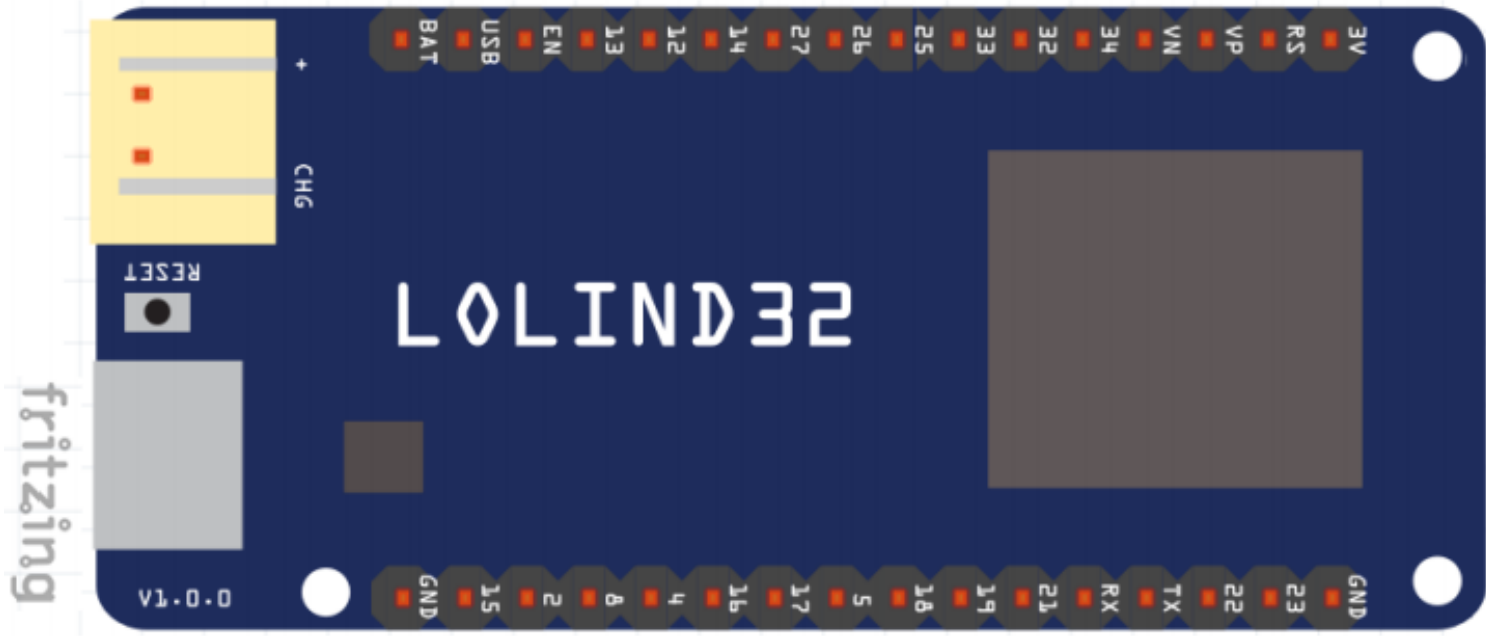 BAT USB EN 13 12 14 27 26 25 33 32 34 VN VP RS 3V
+
CHG
RESET
LOLIND32
fritzing
V1.0.0
GND 15 2 8 4 16 17 5 18 19 21 RX TX 22 23 GND